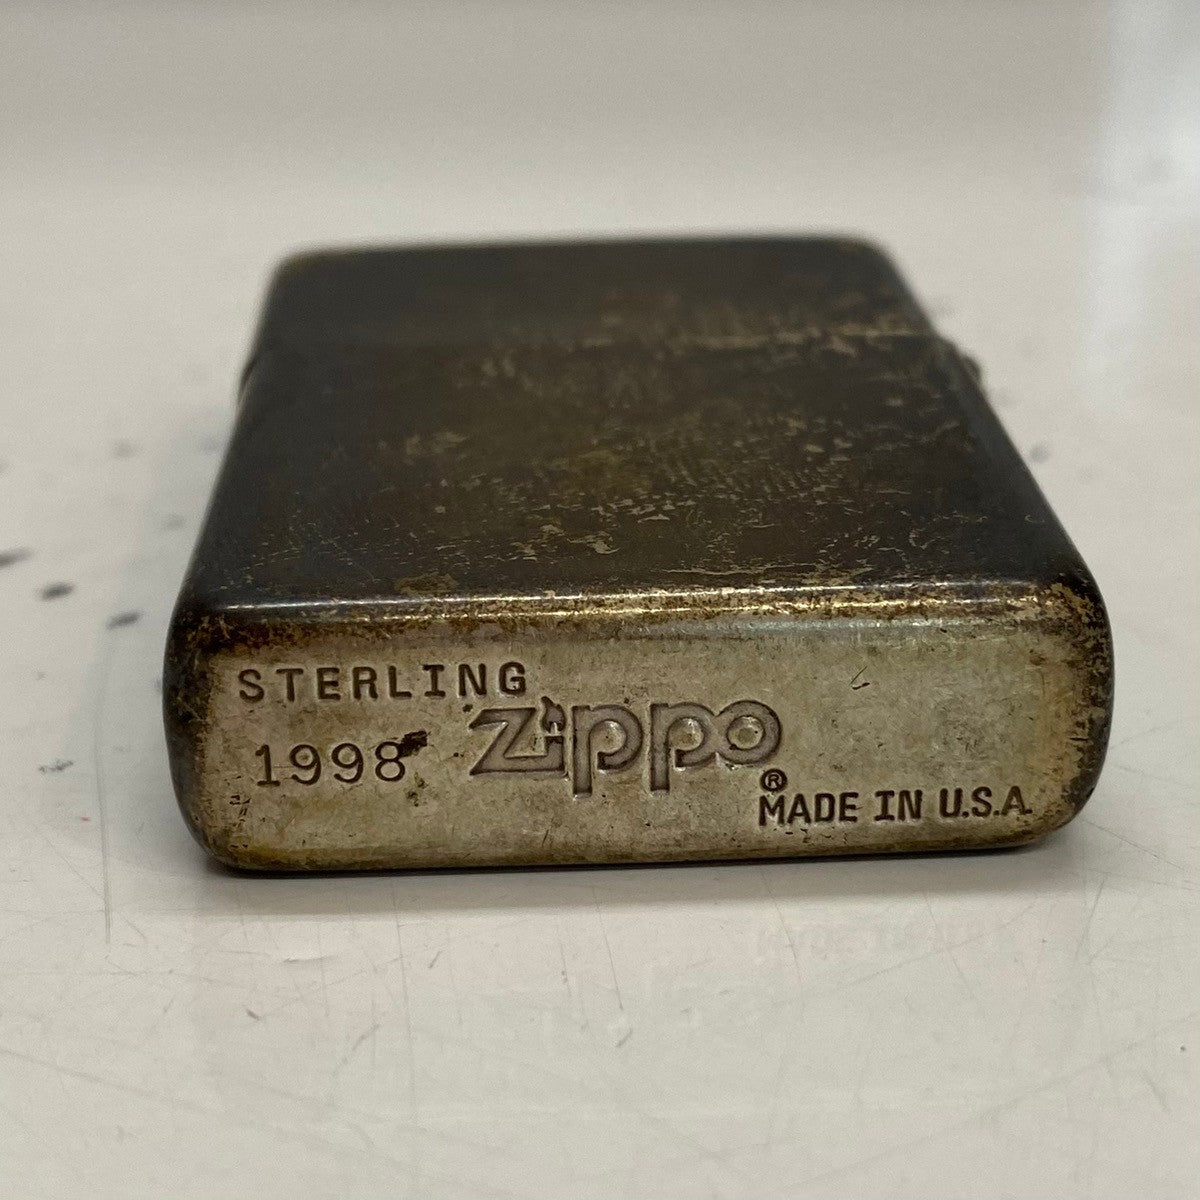 STERLING
1998
Zippo
®
MADE IN U.S.A.